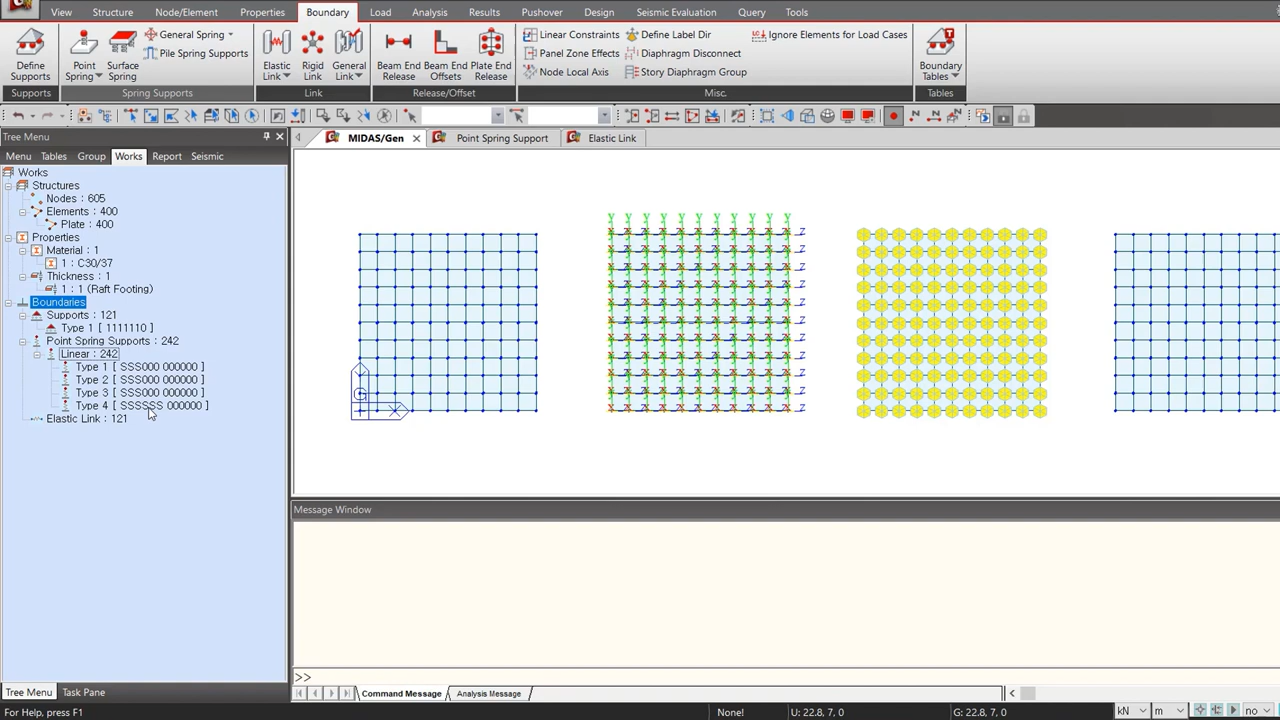 View Structure Node/Element Properties Boundary Load Analysis Results Pushover Design Seismic Evaluation Query Tools
Define Supports
Point Spring
Surface Spring
General Spring
Pile Spring Supports
Elastic Link
Rigid Link
General Link
Beam End Release
Beam End Offsets
Plate End Release
Linear Constraints
Panel Zone Effects
Node Local Axis
Define Label Dir
Diaphragm Disconnect
Story Diaphragm Group
Ignore Elements for Load Cases
Boundary Tables
Supports Spring Supports Link Release/Offset Misc. Tables
Tree Menu
MIDAS/Gen Point Spring Support Elastic Link
Menu Tables Group Works Report Seismic
Works
Structures
Nodes : 605
Elements : 400
Plate : 400
Properties
Material : 1
1 : C30/37
Thickness : 1
1 : 1 (Raft Footing)
Boundaries
Supports : 121
Type 1 [ 1111110 ]
Point Spring Supports : 242
Linear : 242
Type 1 [ SSS000 000000 ]
Type 2 [ SSS000 000000 ]
Type 3 [ SSS000 000000 ]
Type 4 [ SSSSSS 000000 ]
Elastic Link : 121
Message Window
>>
Tree Menu Task Pane
Command Message Analysis Message
For Help, press F1
None! U: 22.8, 7, 0 G: 22.8, 7, 0 kN m no